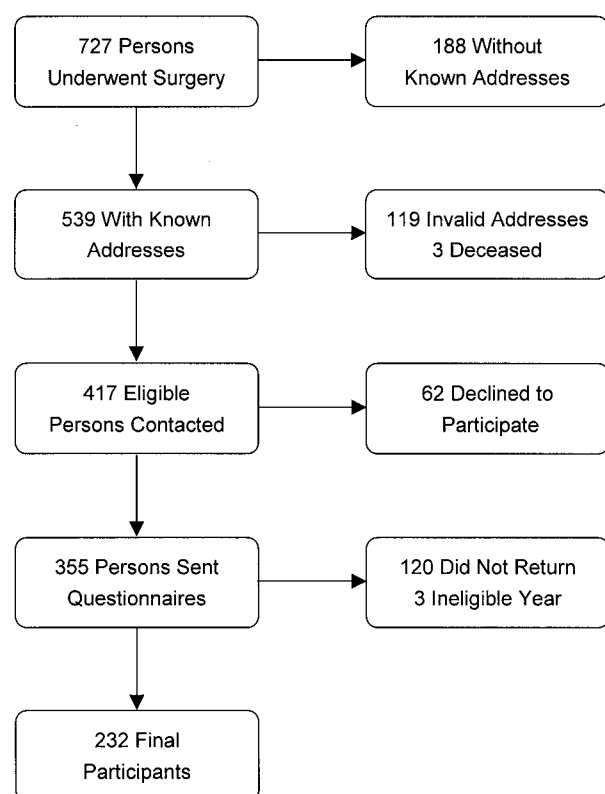 727 Persons
Underwent Surgery
188 Without
Known Addresses
539 With Known
Addresses
119 Invalid Addresses
3 Deceased
417 Eligible
Persons Contacted
62 Declined to
Participate
355 Persons Sent
Questionnaires
120 Did Not Return
3 Ineligible Year
232 Final
Participants